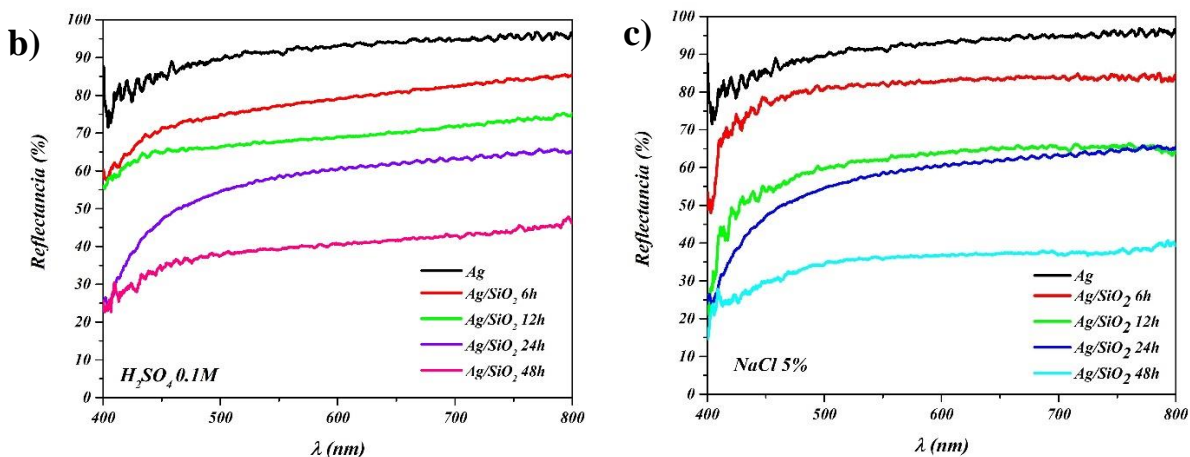 b)
100
90
80
70
60
50
40
30
20
10
0
Reflectancia (%)
Ag
Ag/SiO₂ 6h
Ag/SiO₂ 12h
Ag/SiO₂ 24h
Ag/SiO₂ 48h
H₂SO₄ 0.1M
400 500 600 700 800
λ (nm)
c)
100
90
80
70
60
50
40
30
20
10
0
Reflectancia (%)
Ag
Ag/SiO₂ 6h
Ag/SiO₂ 12h
Ag/SiO₂ 24h
Ag/SiO₂ 48h
NaCl 5%
400 500 600 700 800
λ (nm)